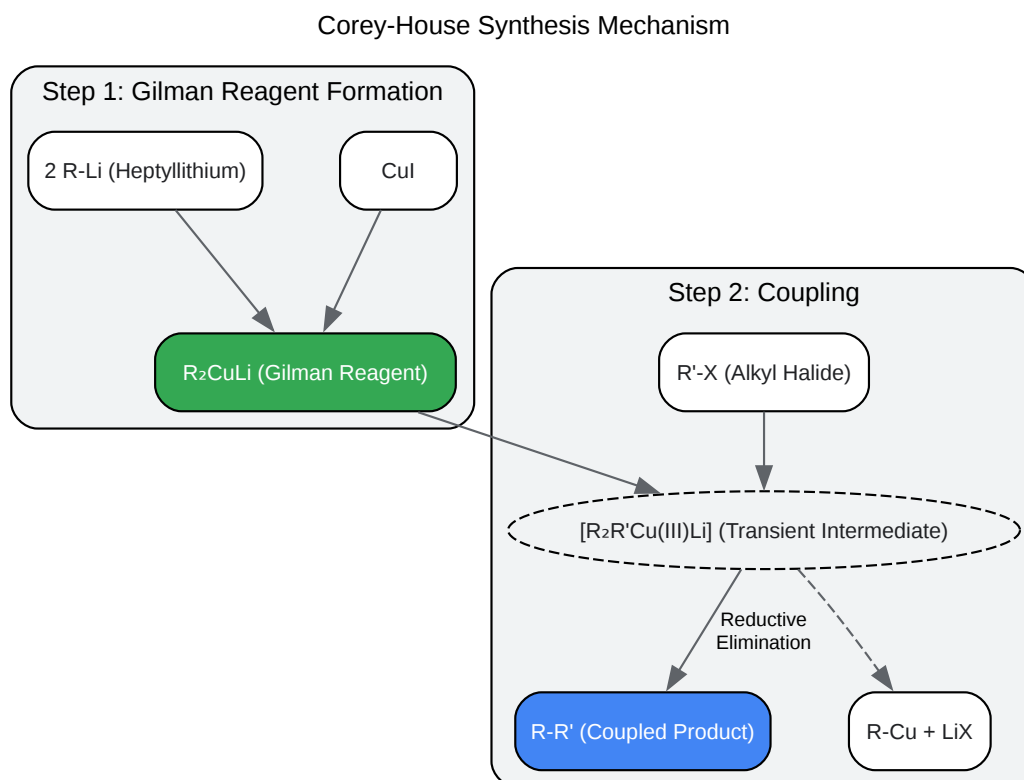 Corey-House Synthesis Mechanism
Step 1: Gilman Reagent Formation
2 R-Li (Heptyllithium)
CuI
R₂CuLi (Gilman Reagent)
Step 2: Coupling
R'-X (Alkyl Halide)
[R₂R'Cu(III)Li] (Transient Intermediate)
Reductive
Elimination
R-R' (Coupled Product)
R-Cu + LiX